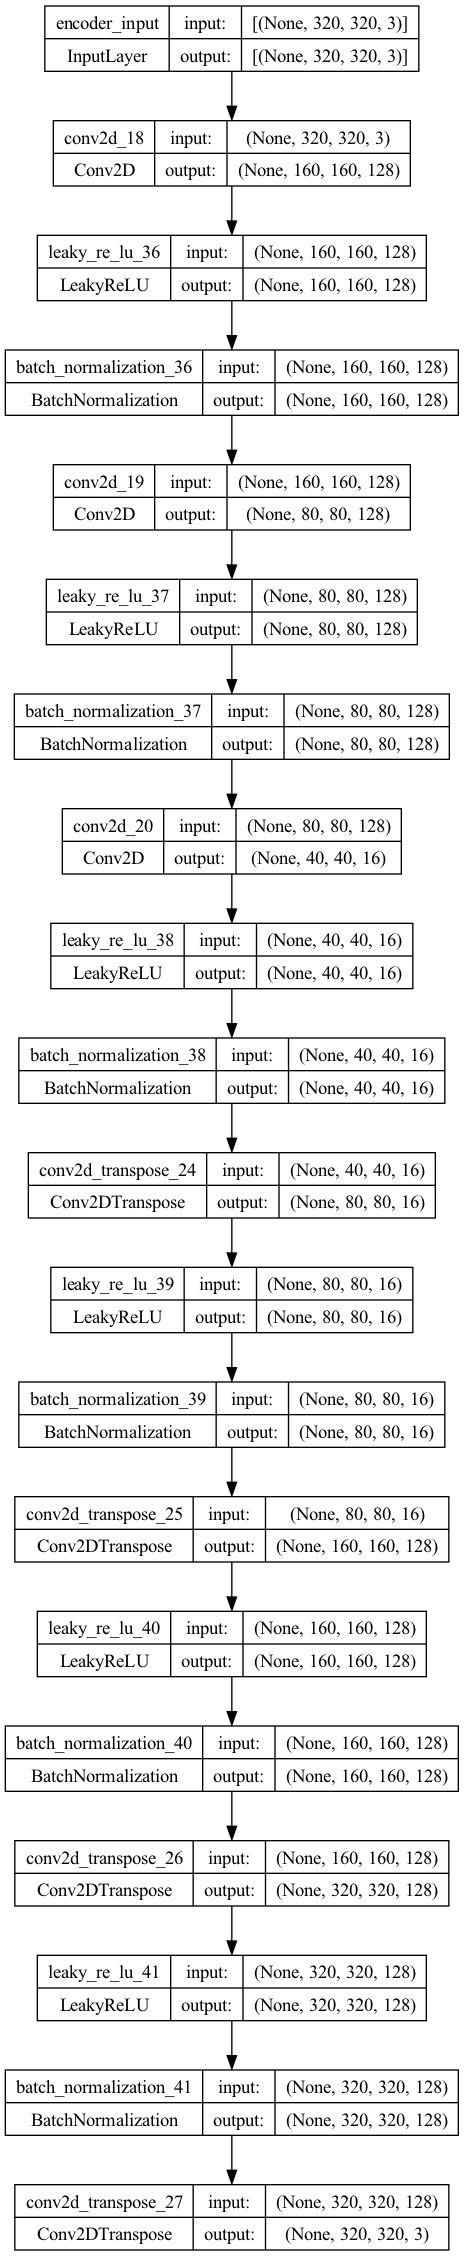 encoder_input input: [(None, 320, 320, 3)]
InputLayer output: [(None, 320, 320, 3)]
conv2d_18 input: (None, 320, 320, 3)
Conv2D output: (None, 160, 160, 128)
leaky_re_lu_36 input: (None, 160, 160, 128)
LeakyReLU output: (None, 160, 160, 128)
batch_normalization_36 input: (None, 160, 160, 128)
BatchNormalization output: (None, 160, 160, 128)
conv2d_19 input: (None, 160, 160, 128)
Conv2D output: (None, 80, 80, 128)
leaky_re_lu_37 input: (None, 80, 80, 128)
LeakyReLU output: (None, 80, 80, 128)
batch_normalization_37 input: (None, 80, 80, 128)
BatchNormalization output: (None, 80, 80, 128)
conv2d_20 input: (None, 80, 80, 128)
Conv2D output: (None, 40, 40, 16)
leaky_re_lu_38 input: (None, 40, 40, 16)
LeakyReLU output: (None, 40, 40, 16)
batch_normalization_38 input: (None, 40, 40, 16)
BatchNormalization output: (None, 40, 40, 16)
conv2d_transpose_24 input: (None, 40, 40, 16)
Conv2DTranspose output: (None, 80, 80, 16)
leaky_re_lu_39 input: (None, 80, 80, 16)
LeakyReLU output: (None, 80, 80, 16)
batch_normalization_39 input: (None, 80, 80, 16)
BatchNormalization output: (None, 80, 80, 16)
conv2d_transpose_25 input: (None, 80, 80, 16)
Conv2DTranspose output: (None, 160, 160, 128)
leaky_re_lu_40 input: (None, 160, 160, 128)
LeakyReLU output: (None, 160, 160, 128)
batch_normalization_40 input: (None, 160, 160, 128)
BatchNormalization output: (None, 160, 160, 128)
conv2d_transpose_26 input: (None, 160, 160, 128)
Conv2DTranspose output: (None, 320, 320, 128)
leaky_re_lu_41 input: (None, 320, 320, 128)
LeakyReLU output: (None, 320, 320, 128)
batch_normalization_41 input: (None, 320, 320, 128)
BatchNormalization output: (None, 320, 320, 128)
conv2d_transpose_27 input: (None, 320, 320, 128)
Conv2DTranspose output: (None, 320, 320, 3)